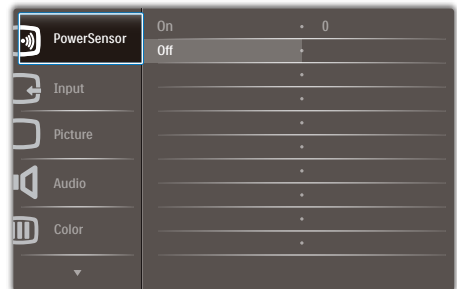 PowerSensor
Input
Picture
Audio
Color
On • 0
Off •